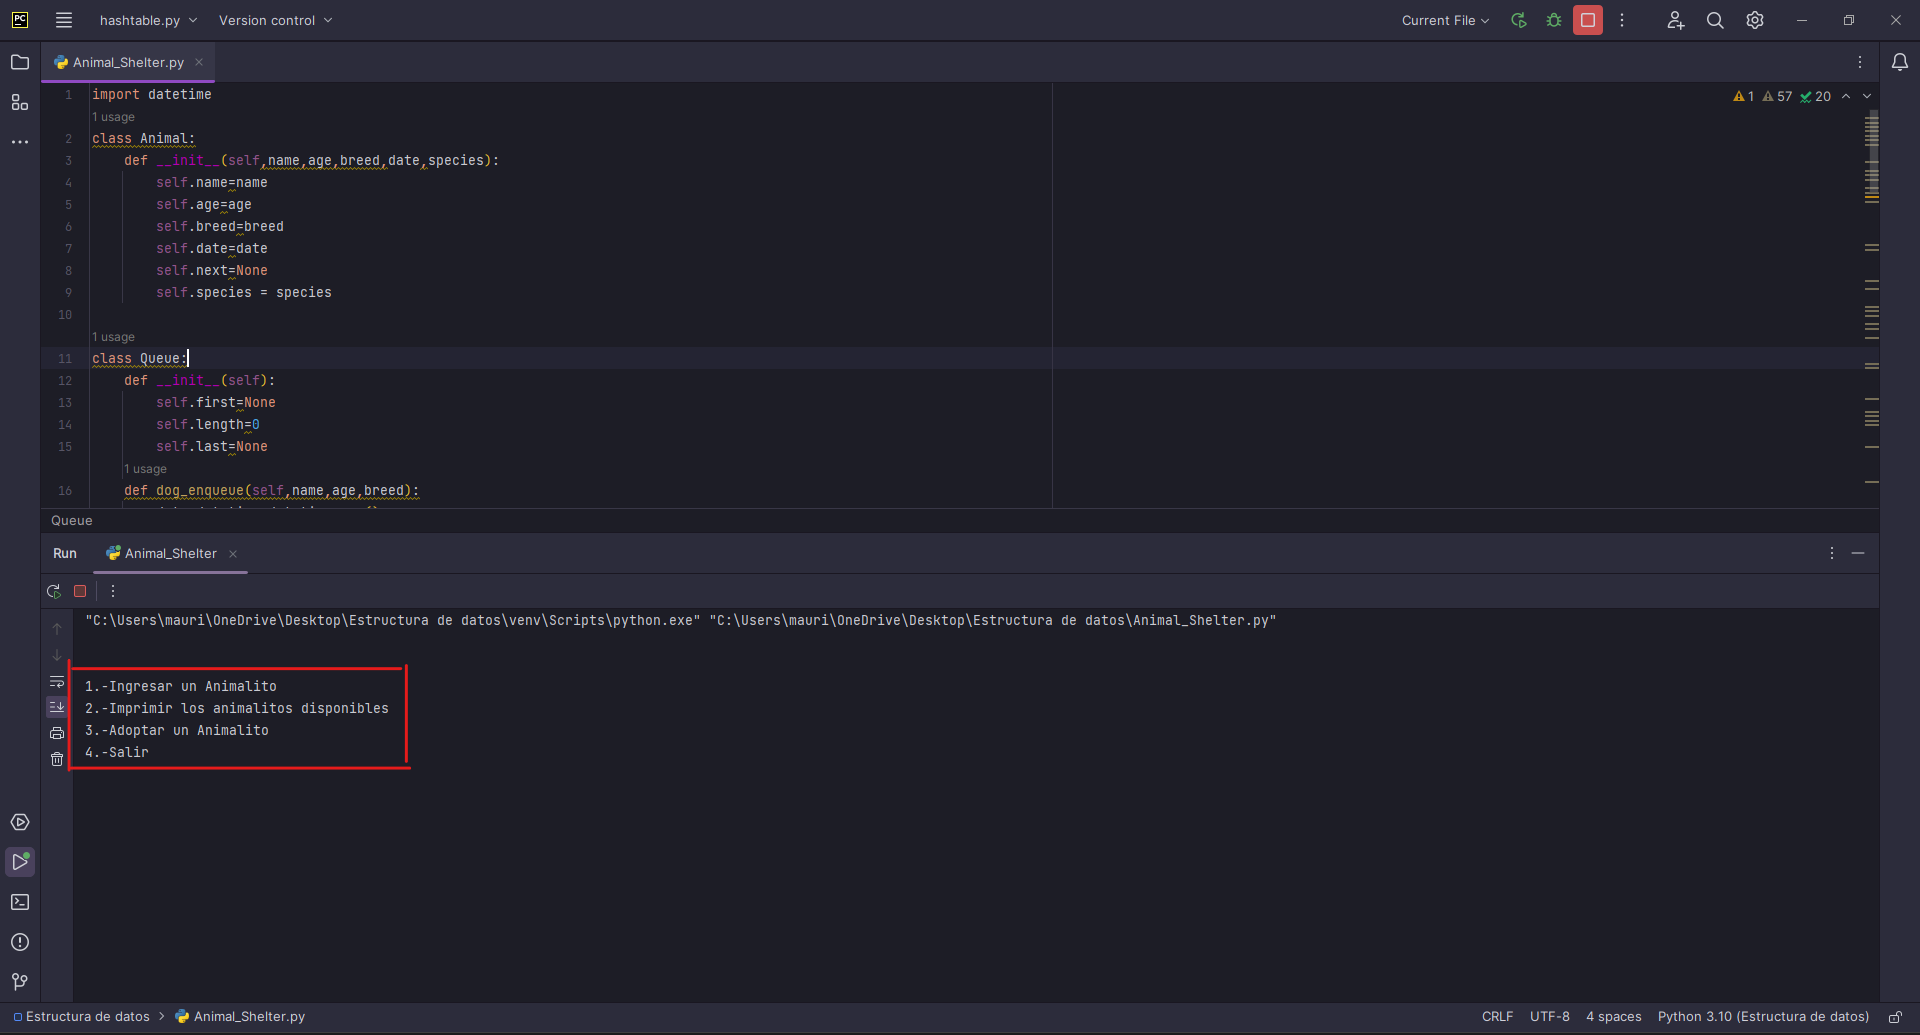 PC
hashtable.py
Version control
Current File
Animal_Shelter.py
1 import datetime
1 usage
2 class Animal:
3 def __init__(self,name,age,breed,date,species):
4 self.name=name
5 self.age=age
6 self.breed=breed
7 self.date=date
8 self.next=None
9 self.species = species
10
1 usage
11 class Queue:
12 def __init__(self):
13 self.first=None
14 self.length=0
15 self.last=None
1 usage
16 def dog_enqueue(self,name,age,breed):
1 57 20
Queue
Run
Animal_Shelter
"C:\Users\mauri\OneDrive\Desktop\Estructura de datos\venv\Scripts\python.exe" "C:\Users\mauri\OneDrive\Desktop\Estructura de datos\Animal_Shelter.py"
1.-Ingresar un Animalito
2.-Imprimir los animalitos disponibles
3.-Adoptar un Animalito
4.-Salir
Estructura de datos > Animal_Shelter.py
CRLF UTF-8 4 spaces Python 3.10 (Estructura de datos)